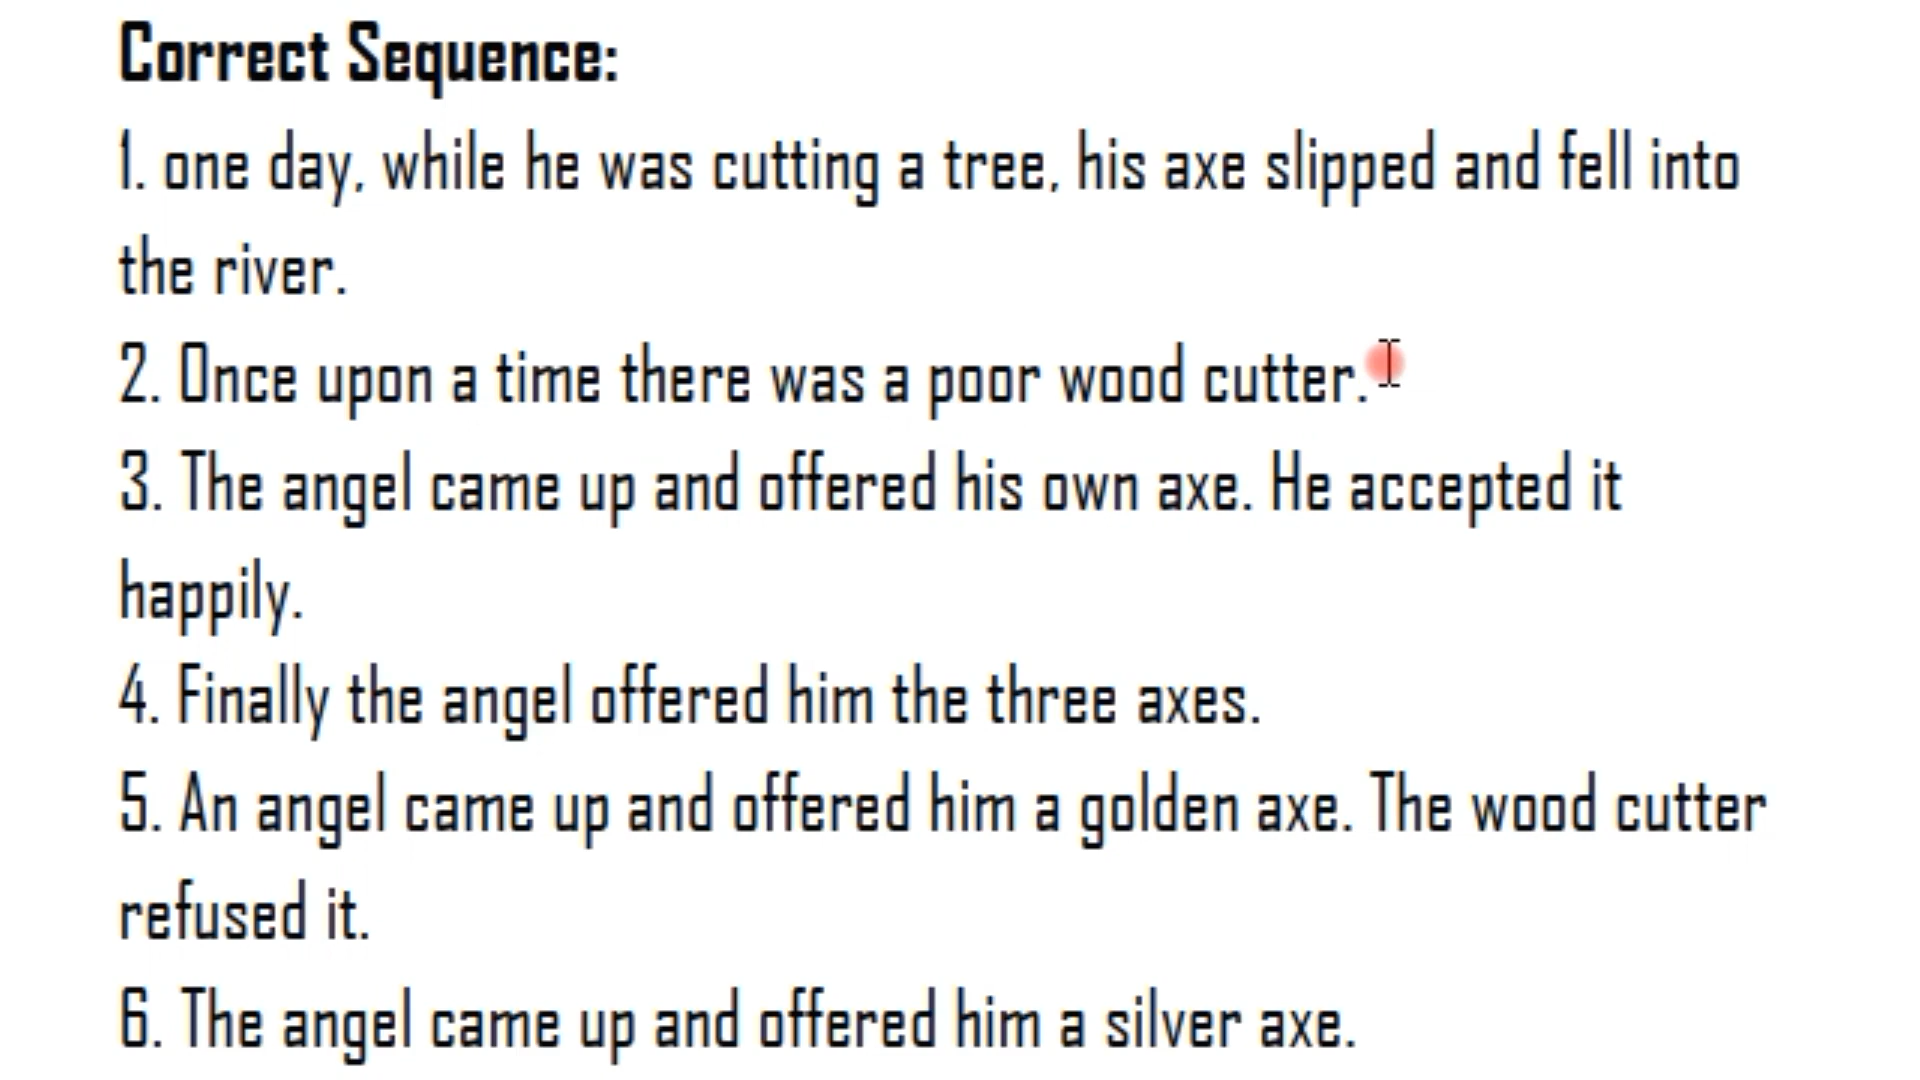 Correct Sequence:
1. one day, while he was cutting a tree, his axe slipped and fell into
the river.
2. Once upon a time there was a poor wood cutter.
3. The angel came up and offered his own axe. He accepted it
happily.
4. Finally the angel offered him the three axes.
5. An angel came up and offered him a golden axe. The wood cutter
refused it.
6. The angel came up and offered him a silver axe.